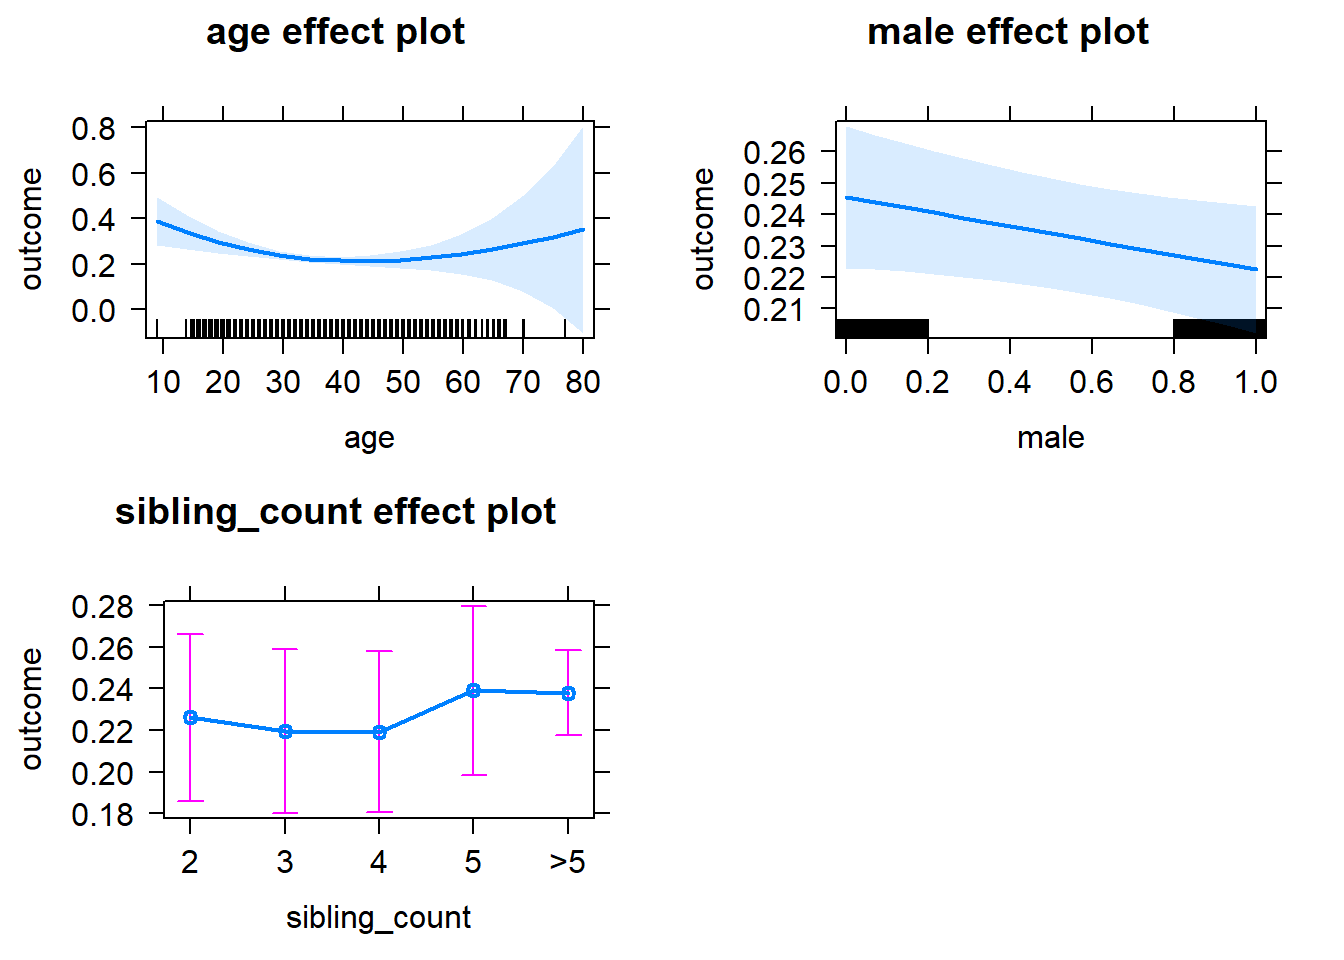 age effect plot
outcome
0.8
0.6
0.4
0.2
0.0
10 20 30 40 50 60 70 80
age
male effect plot
outcome
0.26
0.25
0.24
0.23
0.22
0.21
0.0 0.2 0.4 0.6 0.8 1.0
male
sibling_count effect plot
outcome
0.28
0.26
0.24
0.22
0.20
0.18
2 3 4 5 >5
sibling_count